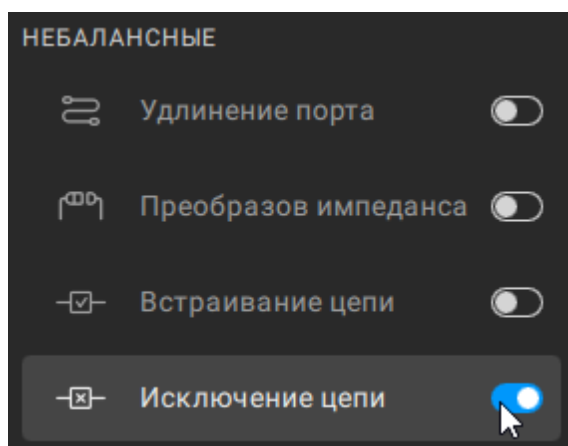 НЕБАЛАНСНЫЕ
Удлинение порта
Преобразов импеданса
Встраивание цепи
Исключение цепи